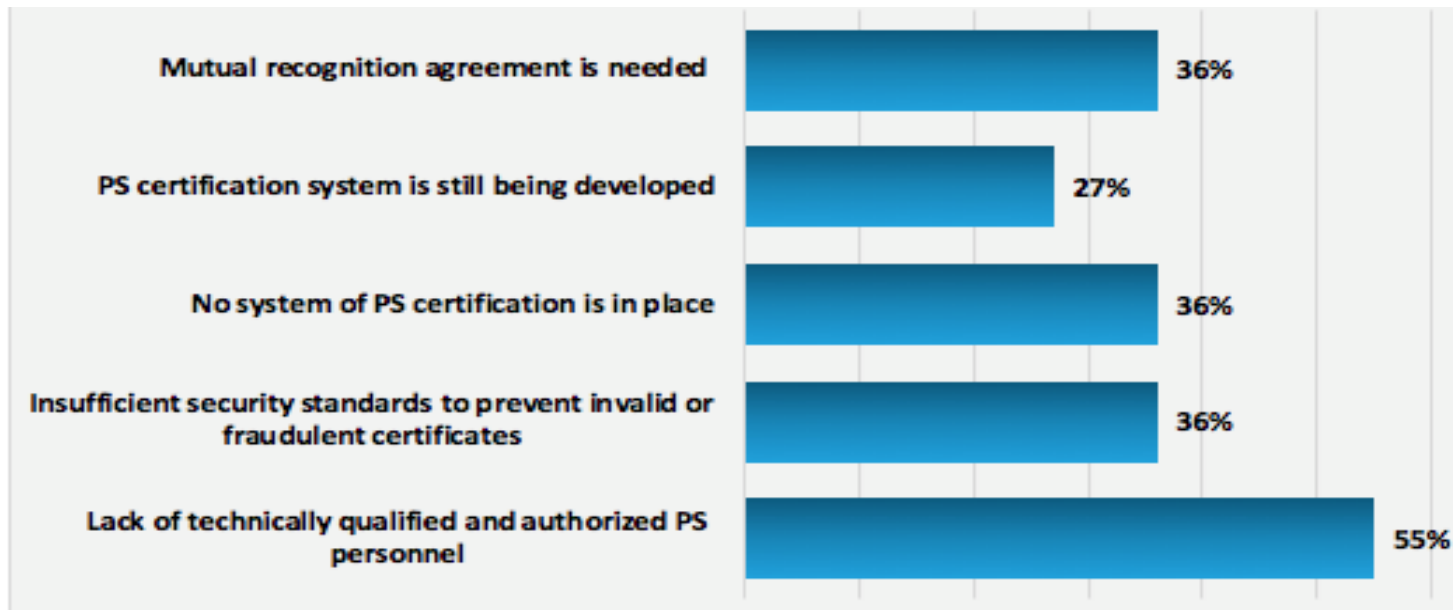 Mutual recognition agreement is needed
36%
PS certification system is still being developed
27%
No system of PS certification is in place
36%
Insufficient security standards to prevent invalid or
fraudulent certificates
36%
Lack of technically qualified and authorized PS
personnel
55%